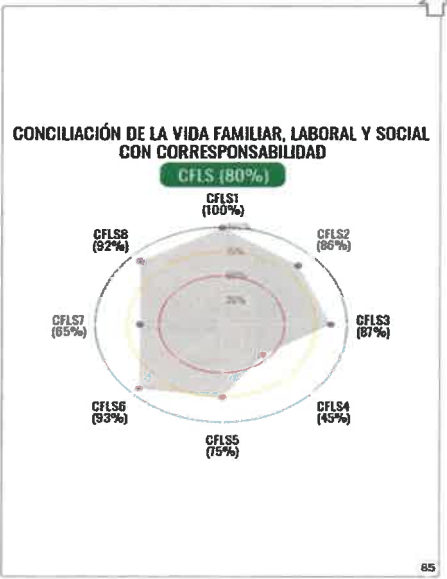 CONCILIACIÓN DE LA VIDA FAMILIAR, LABORAL Y SOCIAL
CON CORRESPONSABILIDAD
CFLS (80%)
CFLS1
(100%)
CFLS8
(92%)
CFLS2
(86%)
CFLS7
(65%)
CFLS3
(87%)
CFLS6
(93%)
CFLS4
(45%)
CFLS5
(75%)
85